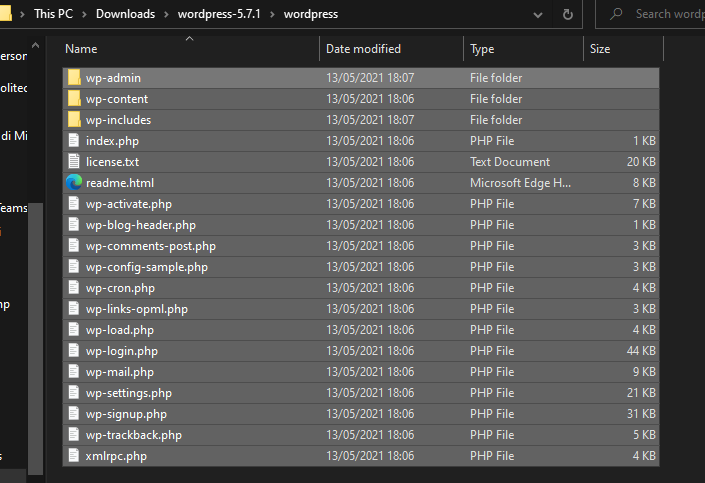 This PC > Downloads > wordpress-5.7.1 > wordpress
Search wordp
Name Date modified Type Size
wp-admin 13/05/2021 18:07 File folder
wp-content 13/05/2021 18:06 File folder
wp-includes 13/05/2021 18:07 File folder
index.php 13/05/2021 18:06 PHP File 1 KB
license.txt 13/05/2021 18:06 Text Document 20 KB
readme.html 13/05/2021 18:06 Microsoft Edge H... 8 KB
wp-activate.php 13/05/2021 18:06 PHP File 7 KB
wp-blog-header.php 13/05/2021 18:06 PHP File 1 KB
wp-comments-post.php 13/05/2021 18:06 PHP File 3 KB
wp-config-sample.php 13/05/2021 18:06 PHP File 3 KB
wp-cron.php 13/05/2021 18:06 PHP File 4 KB
wp-links-opml.php 13/05/2021 18:06 PHP File 3 KB
wp-load.php 13/05/2021 18:06 PHP File 4 KB
wp-login.php 13/05/2021 18:06 PHP File 44 KB
wp-mail.php 13/05/2021 18:06 PHP File 9 KB
wp-settings.php 13/05/2021 18:06 PHP File 21 KB
wp-signup.php 13/05/2021 18:06 PHP File 31 KB
wp-trackback.php 13/05/2021 18:06 PHP File 5 KB
xmlrpc.php 13/05/2021 18:06 PHP File 4 KB
erson
olitec
di Mi
Teams
np
s